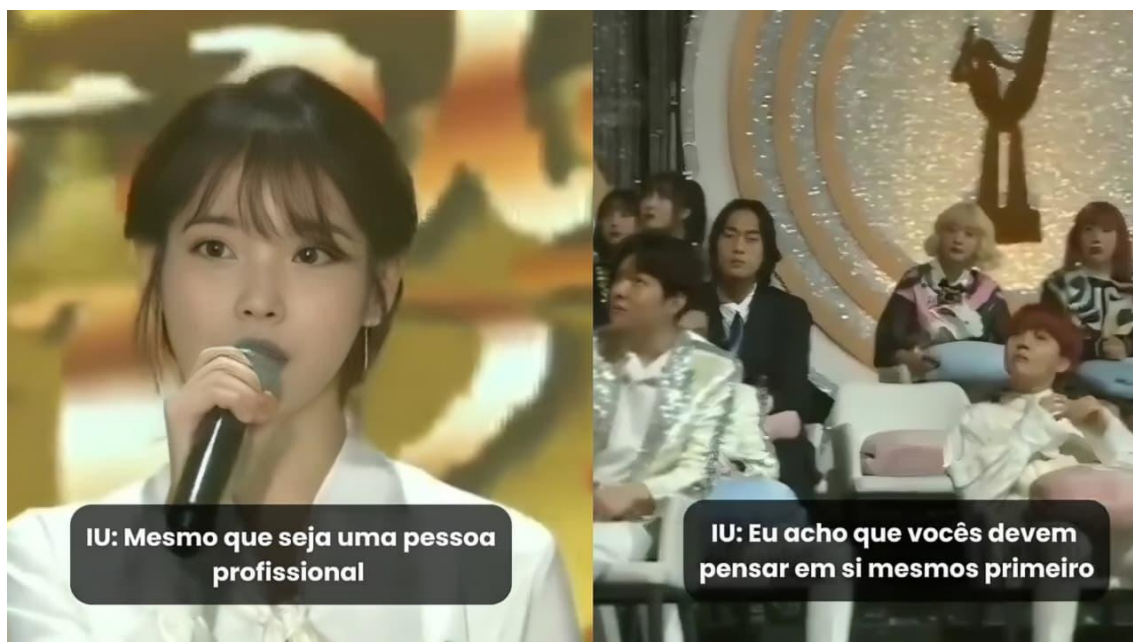 IU: Mesmo que seja uma pessoa
profissional
IU: Eu acho que vocês devem
pensar em si mesmos primeiro